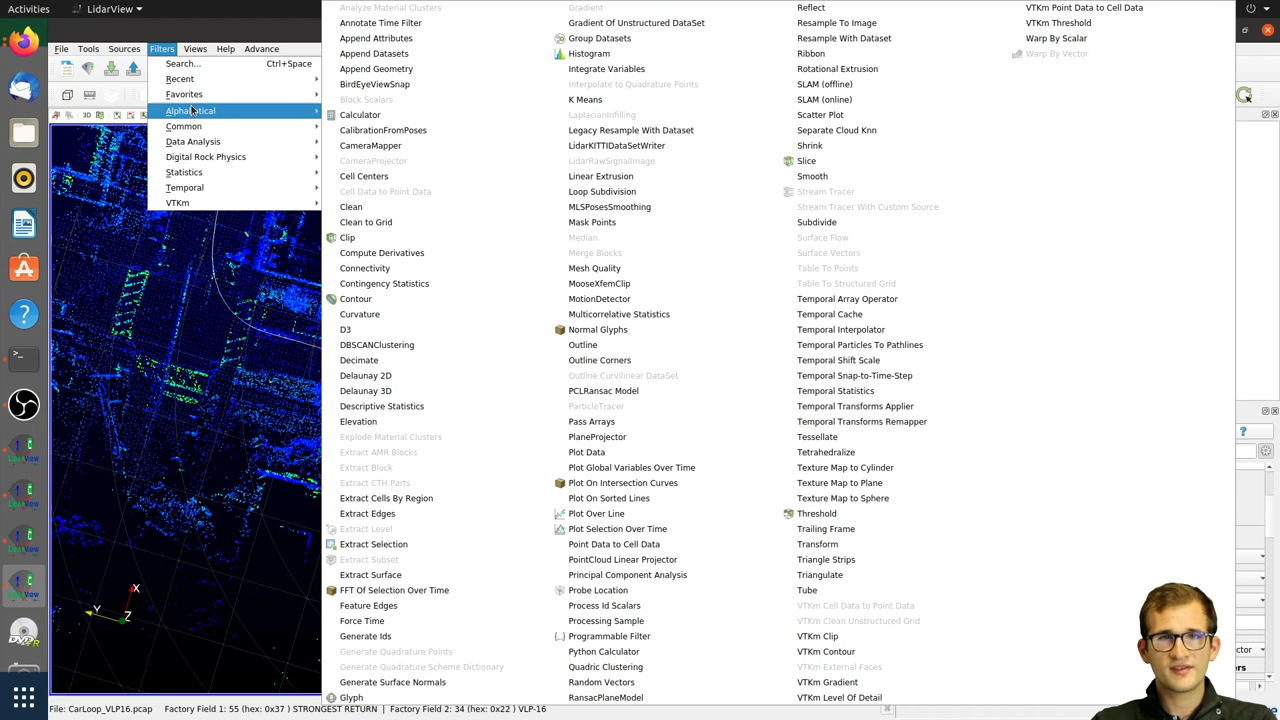 Activities
LidarView
File Tools Sources Filters Views Help Advance
Search... Ctrl+Space
Recent
Favorites
Alphabetical
Common
Data Analysis
Digital Rock Physics
Statistics
Temporal
VTKm
3D
Analyze Material Clusters
Annotate Time Filter
Append Attributes
Append Datasets
Append Geometry
BirdEyeViewSnap
Block Scalars
Calculator
CalibrationFromPoses
CameraMapper
CameraProjector
Cell Centers
Cell Data to Point Data
Clean
Clean to Grid
Clip
Compute Derivatives
Connectivity
Contingency Statistics
Contour
Curvature
D3
DBSCANClustering
Decimate
Delaunay 2D
Delaunay 3D
Descriptive Statistics
Elevation
Explode Material Clusters
Extract AMR Blocks
Extract Block
Extract CTH Parts
Extract Cells By Region
Extract Edges
Extract Level
Extract Selection
Extract Subset
Extract Surface
FFT Of Selection Over Time
Feature Edges
Force Time
Generate Ids
Generate Quadrature Points
Generate Quadrature Scheme Dictionary
Generate Surface Normals
Glyph
Gradient
Gradient Of Unstructured DataSet
Group Datasets
Histogram
Integrate Variables
Interpolate to Quadrature Points
K Means
LaplacianInfilling
Legacy Resample With Dataset
LidarKITTIDataSetWriter
LidarRawSignalImage
Linear Extrusion
Loop Subdivision
MLSPosesSmoothing
Mask Points
Median
Merge Blocks
Mesh Quality
MooseXfemClip
MotionDetector
Multicorrelative Statistics
Normal Glyphs
Outline
Outline Corners
Outline Curvilinear DataSet
PCLRansac Model
ParticleTracer
Pass Arrays
PlaneProjector
Plot Data
Plot Global Variables Over Time
Plot On Intersection Curves
Plot On Sorted Lines
Plot Over Line
Plot Selection Over Time
Point Data to Cell Data
PointCloud Linear Projector
Principal Component Analysis
Probe Location
Process Id Scalars
Processing Sample
Programmable Filter
Python Calculator
Quadric Clustering
Random Vectors
RansacPlaneModel
Reflect
Resample To Image
Resample With Dataset
Ribbon
Rotational Extrusion
SLAM (offline)
SLAM (online)
Scatter Plot
Separate Cloud Knn
Shrink
Slice
Smooth
Stream Tracer
Stream Tracer With Custom Source
Subdivide
Surface Flow
Surface Vectors
Table To Points
Table To Structured Grid
Temporal Array Operator
Temporal Cache
Temporal Interpolator
Temporal Particles To Pathlines
Temporal Shift Scale
Temporal Snap-to-Time-Step
Temporal Statistics
Temporal Transforms Applier
Temporal Transforms Remapper
Tessellate
Tetrahedralize
Texture Map to Cylinder
Texture Map to Plane
Texture Map to Sphere
Threshold
Trailing Frame
Transform
Triangle Strips
Triangulate
Tube
VTKm Cell Data to Point Data
VTKm Clean Unstructured Grid
VTKm Clip
VTKm Contour
VTKm External Faces
VTKm Gradient
VTKm Level Of Detail
VTKm Point Data to Cell Data
VTKm Threshold
Warp By Scalar
Warp By Vector
X
Y
Z
File: CarLoop_VLP16.pcap Factory Field 1: 55 (hex: 0x37 ) STRONGEST RETURN | Factory Field 2: 34 (hex: 0x22 ) VLP-16